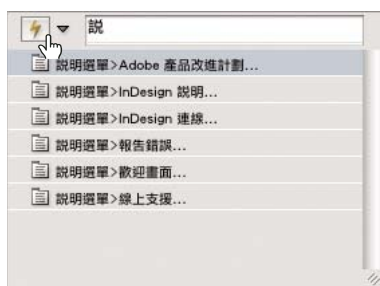 説
説明選單>Adobe 產品改進計劃...
説明選單>InDesign 説明...
説明選單>InDesign 連線...
説明選單>報告錯誤...
説明選單>歡迎畫面...
説明選單>線上支援...